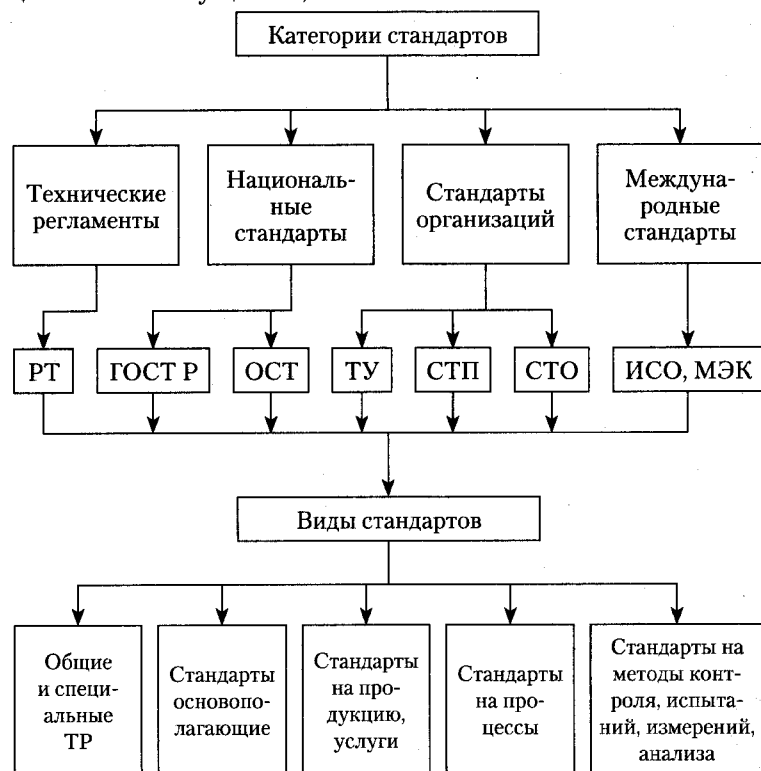 Категории стандартов
Технические
регламенты
Националь-
ные
стандарты
Стандарты
организаций
Междуна-
родные
стандарты
РТ
ГОСТ Р
ОСТ
ТУ
СТП
СТО
ИСО, МЭК
Виды стандартов
Общие
и специ-
альные
ТР
Стандарты
основопо-
лагающие
Стандарты
на про-
дукцию,
услуги
Стандарты
на про-
цессы
Стандарты на
методы конт-
роля, испыта-
ний, измерений,
анализа